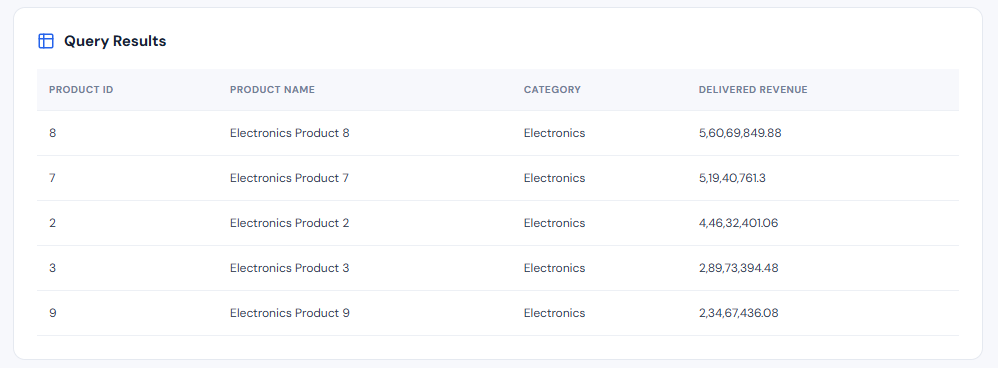 Query Results
PRODUCT ID PRODUCT NAME CATEGORY DELIVERED REVENUE
8 Electronics Product 8 Electronics 5,60,69,849.88
7 Electronics Product 7 Electronics 5,19,40,761.3
2 Electronics Product 2 Electronics 4,46,32,401.06
3 Electronics Product 3 Electronics 2,89,73,394.48
9 Electronics Product 9 Electronics 2,34,67,436.08